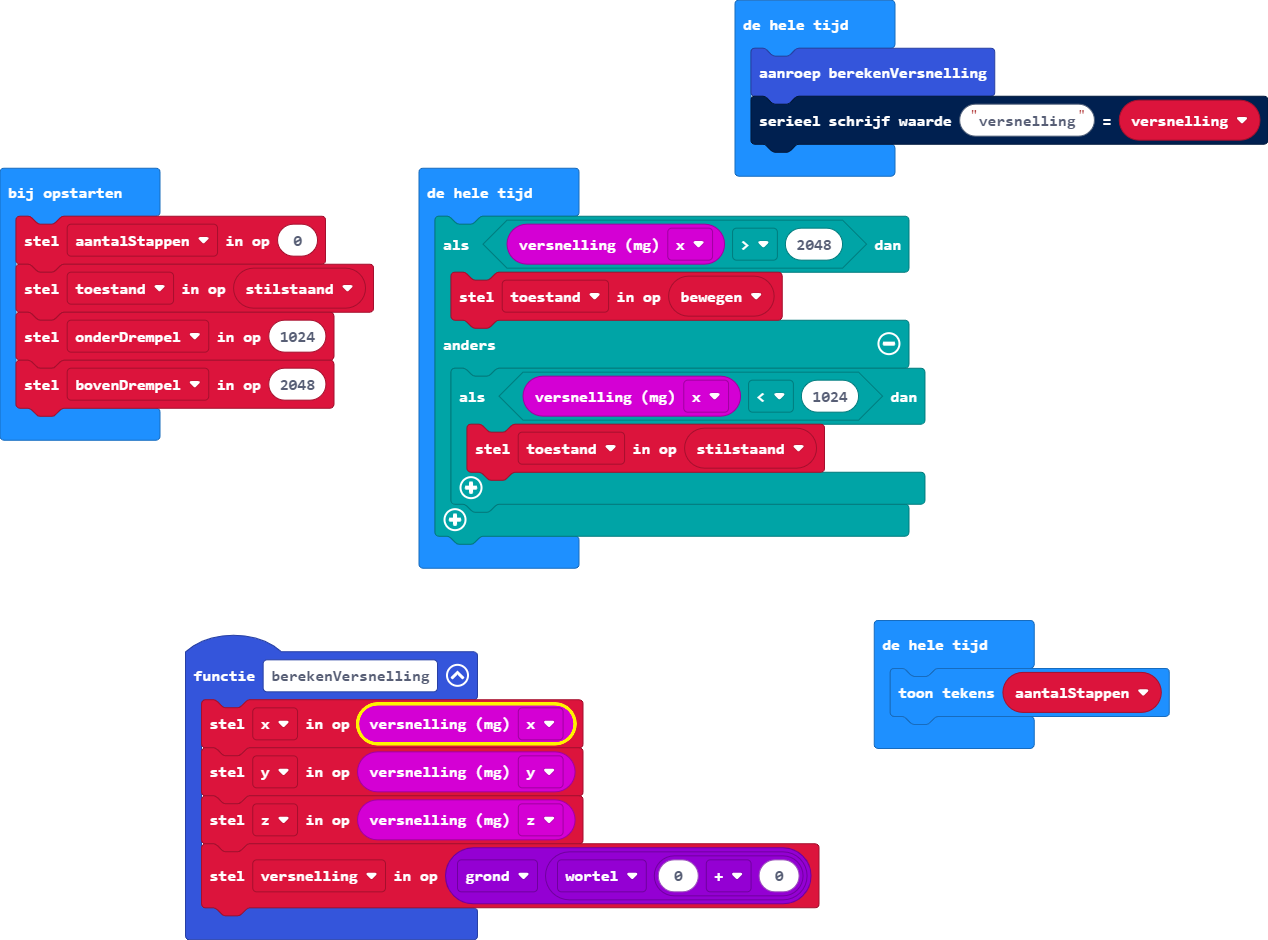 de hele tijd
aanroep berekenVersnelling
serieel schrijf waarde "versnelling" = versnelling
bij opstarten
stel aantalStappen in op 0
stel toestand in op stilstaand
stel onderDrempel in op 1024
stel bovenDrempel in op 2048
de hele tijd
als versnelling (mg) x > 2048 dan
stel toestand in op bewegen
anders
als versnelling (mg) x < 1024 dan
stel toestand in op stilstaand
functie berekenVersnelling
stel x in op versnelling (mg) x
stel y in op versnelling (mg) y
stel z in op versnelling (mg) z
stel versnelling in op grond wortel 0 + 0
de hele tijd
toon tekens aantalStappen